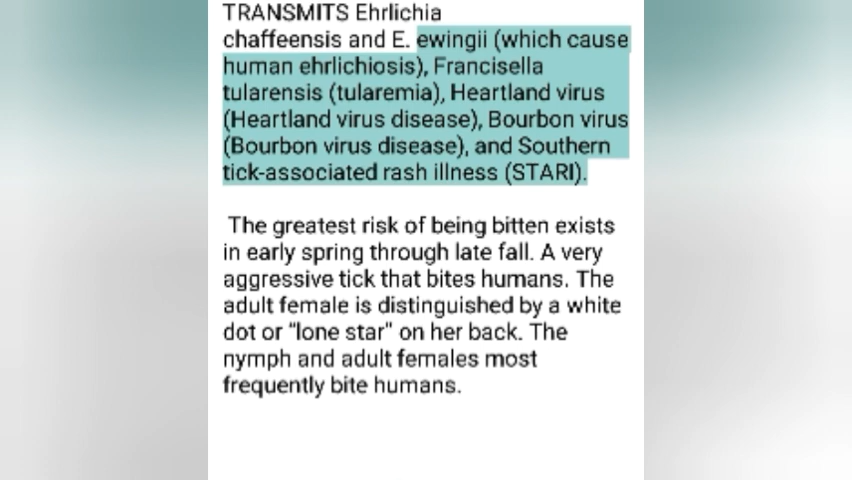 TRANSMITS Ehrlichia
chaffeensis and E. ewingii (which cause
human ehrlichiosis), Francisella
tularensis (tularemia), Heartland virus
(Heartland virus disease), Bourbon virus
(Bourbon virus disease), and Southern
tick-associated rash illness (STARI).
The greatest risk of being bitten exists
in early spring through late fall. A very
aggressive tick that bites humans. The
adult female is distinguished by a white
dot or "lone star" on her back. The
nymph and adult females most
frequently bite humans.